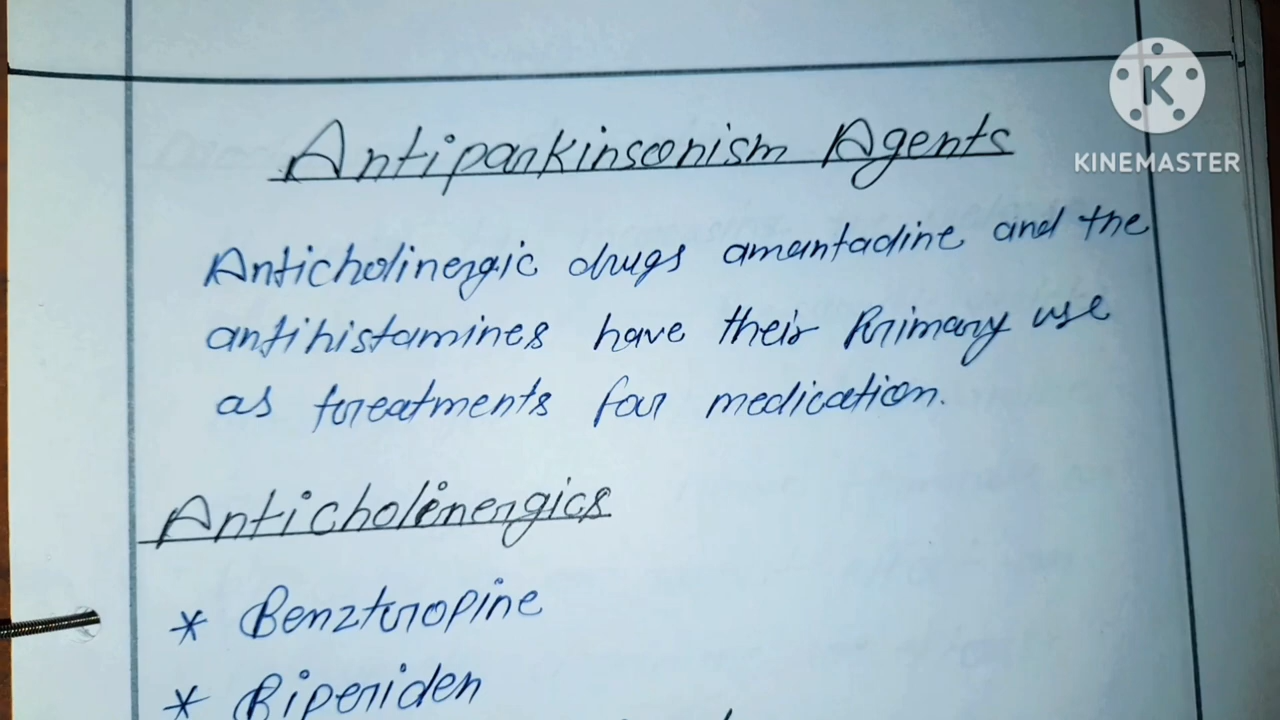 Antiparkinsonism Agents
KINEMASTER
Anticholinergic drugs amantadine and the
antihistamines have their Primary use
as treatments for medication.
Anticholinergics
* Benztropine
* Biperiden